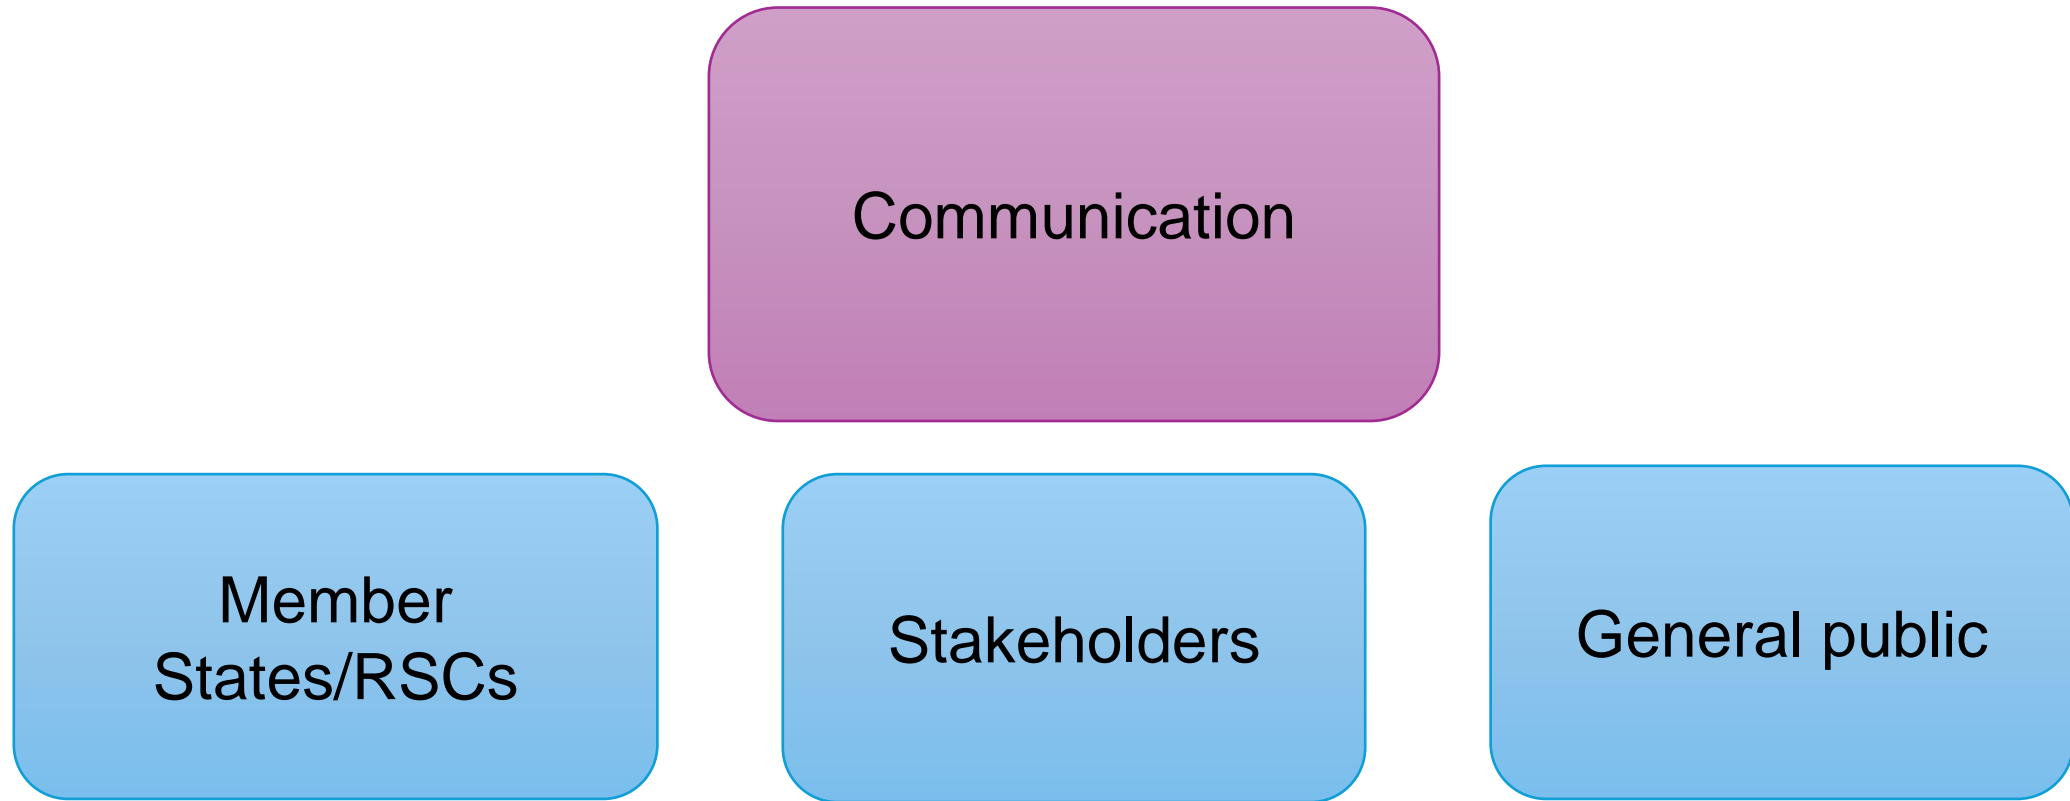 Communication
Member
States/RSCs
Stakeholders
General public